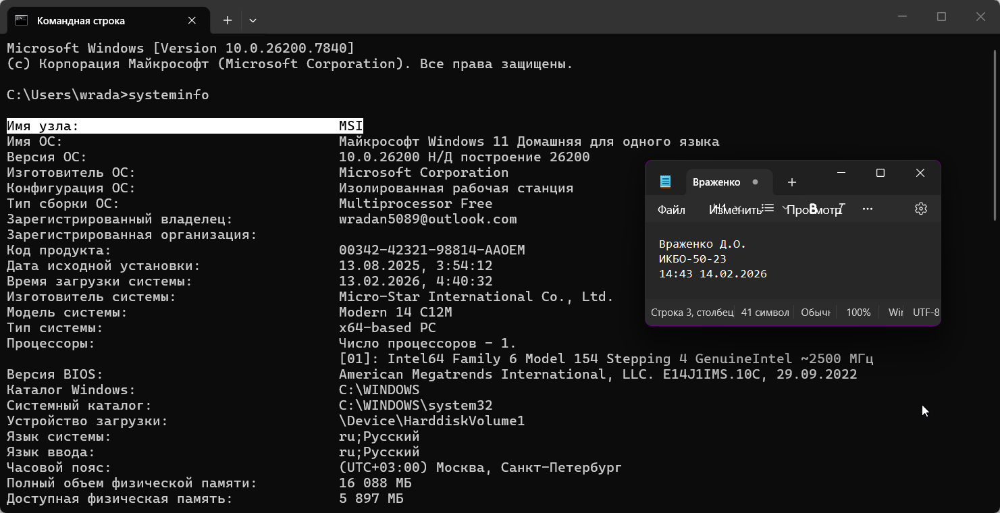 Командная строка
Microsoft Windows [Version 10.0.26200.7840]
(c) Корпорация Майкрософт (Microsoft Corporation). Все права защищены.
C:\Users\wrada>systeminfo
Имя узла: MSI
Имя ОС: Майкрософт Windows 11 Домашняя для одного языка
Версия ОС: 10.0.26200 Н/Д построение 26200
Изготовитель ОС: Microsoft Corporation
Конфигурация ОС: Изолированная рабочая станция
Тип сборки ОС: Multiprocessor Free
Зарегистрированный владелец: wradan5089@outlook.com
Зарегистрированная организация:
Код продукта: 00342-42321-98814-AAOEM
Дата исходной установки: 13.08.2025, 3:54:12
Время загрузки системы: 13.02.2026, 4:40:32
Изготовитель системы: Micro-Star International Co., Ltd.
Модель системы: Modern 14 C12M
Тип системы: x64-based PC
Процессоры: Число процессоров - 1.
[01]: Intel64 Family 6 Model 154 Stepping 4 GenuineIntel ~2500 МГц
Версия BIOS: American Megatrends International, LLC. E14J1IMS.10C, 29.09.2022
Каталог Windows: C:\WINDOWS
Системный каталог: C:\WINDOWS\system32
Устройство загрузки: \Device\HarddiskVolume1
Язык системы: ru;Русский
Язык ввода: ru;Русский
Часовой пояс: (UTC+03:00) Москва, Санкт-Петербург
Полный объем физической памяти: 16 088 МБ
Доступная физическая память: 5 897 МБ
Враженко
Файл Изменить Просмотр
Враженко Д.О.
ИКБО-50-23
14:43 14.02.2026
Строка 3, столбец 41 символ 100% UTF-8